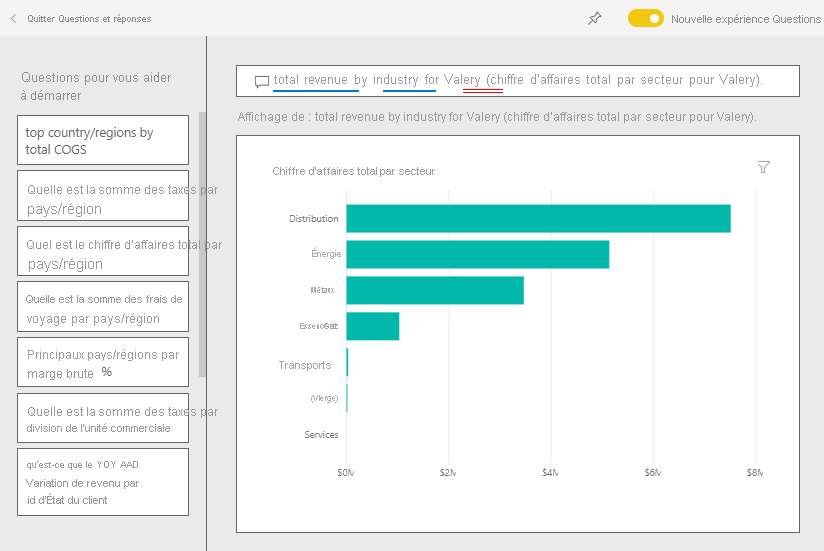 Quitter Questions et réponses
Nouvelle expérience Questions
Questions pour vous aider
à démarrer
top country/regions by
total COGS
Quelle est la somme des taxes par
pays/région
Quel est le chiffre d'affaires total par
pays/région
Quelle est la somme des frais de
voyage par pays/région
Principaux pays/régions par
marge brute %
Quelle est la somme des taxes par
division de l'unité commerciale
qu'est-ce que le YOY AAD
Variation de revenu par
id d'État du client
total revenue by industry for Valery (chiffre d'affaires total par secteur pour Valery).
Affichage de : total revenue by industry for Valery (chiffre d'affaires total par secteur pour Valery).
Chiffre d'affaires total par secteur
Distribution
Énergie
Métaux
Transports
(Vierge)
Services
$0M $2M $4M $6M $8M